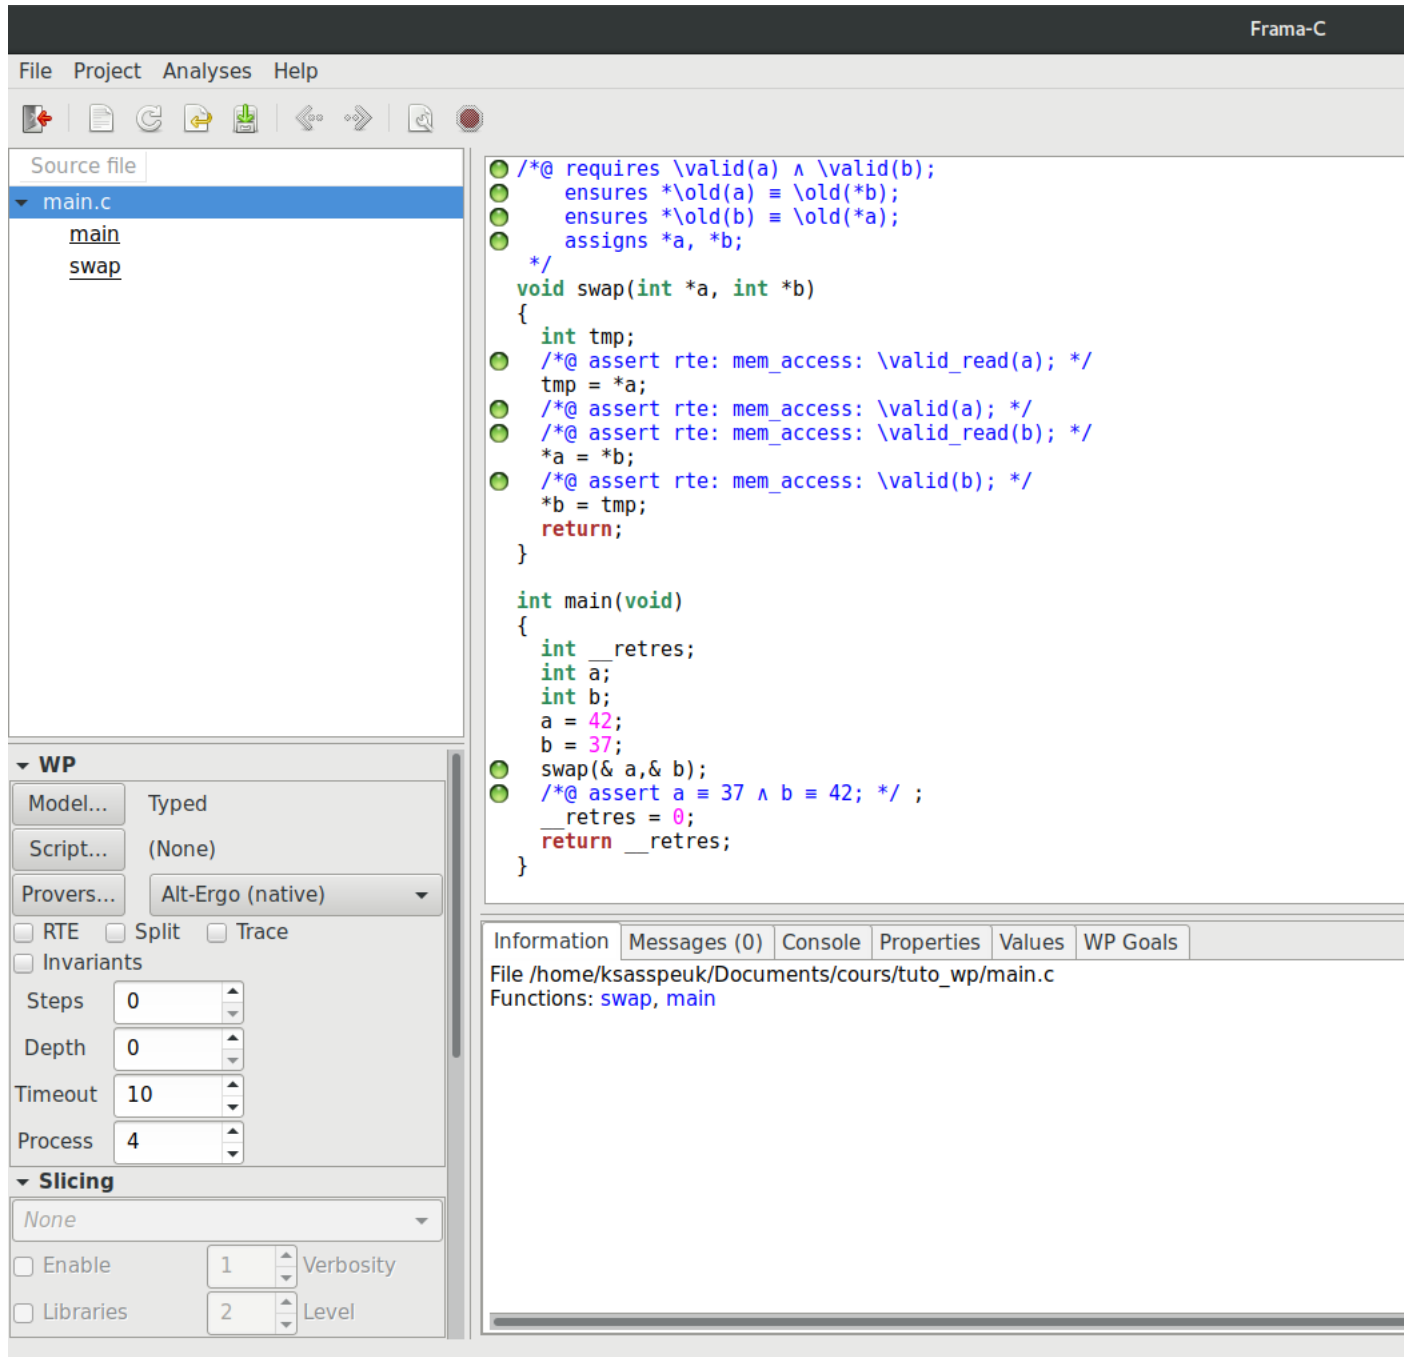 Frama-C
File Project Analyses Help
Source file
main.c
main
swap
/*@ requires \valid(a) ∧ \valid(b);
ensures *\old(a) ≡ \old(*b);
ensures *\old(b) ≡ \old(*a);
assigns *a, *b;
*/
void swap(int *a, int *b)
{
int tmp;
/*@ assert rte: mem_access: \valid_read(a); */
tmp = *a;
/*@ assert rte: mem_access: \valid(a); */
/*@ assert rte: mem_access: \valid_read(b); */
*a = *b;
/*@ assert rte: mem_access: \valid(b); */
*b = tmp;
return;
}
int main(void)
{
int __retres;
int a;
int b;
a = 42;
b = 37;
swap(& a,& b);
/*@ assert a ≡ 37 ∧ b ≡ 42; */ ;
__retres = 0;
return __retres;
}
WP
Model... Typed
Script... (None)
Provers... Alt-Ergo (native)
RTE Split Trace
Invariants
Steps 0
Depth 0
Timeout 10
Process 4
Slicing
None
Enable 1 Verbosity
Libraries 2 Level
Information Messages (0) Console Properties Values WP Goals
File /home/ksasspeuk/Documents/cours/tuto_wp/main.c
Functions: swap, main